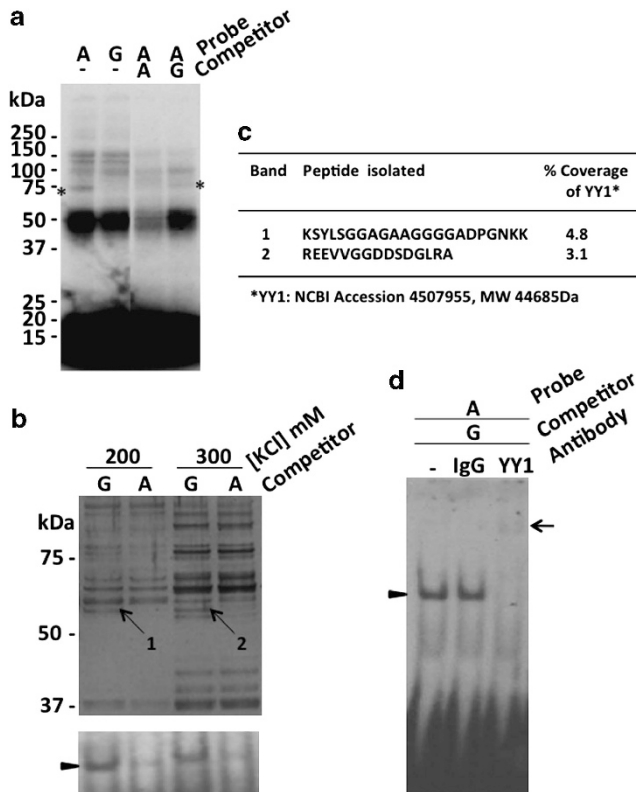 a
A G A A Probe
- - A G Competitor
kDa
250 -
150 -
100 -
75 -
* *
50 -
37 -
25 -
20 -
15 -
c
Band Peptide isolated % Coverage
of YY1*
1 KSYLSGGAGAAGGGGADPGNKK 4.8
2 REEVVGGDDSDGLRA 3.1
*YY1: NCBI Accession 4507955, MW 44685Da
b
200 300 [KCl] mM
G A G A Competitor
kDa
75 -
50 -
37 -
1 2
d
A Probe
G Competitor
- IgG YY1 Antibody